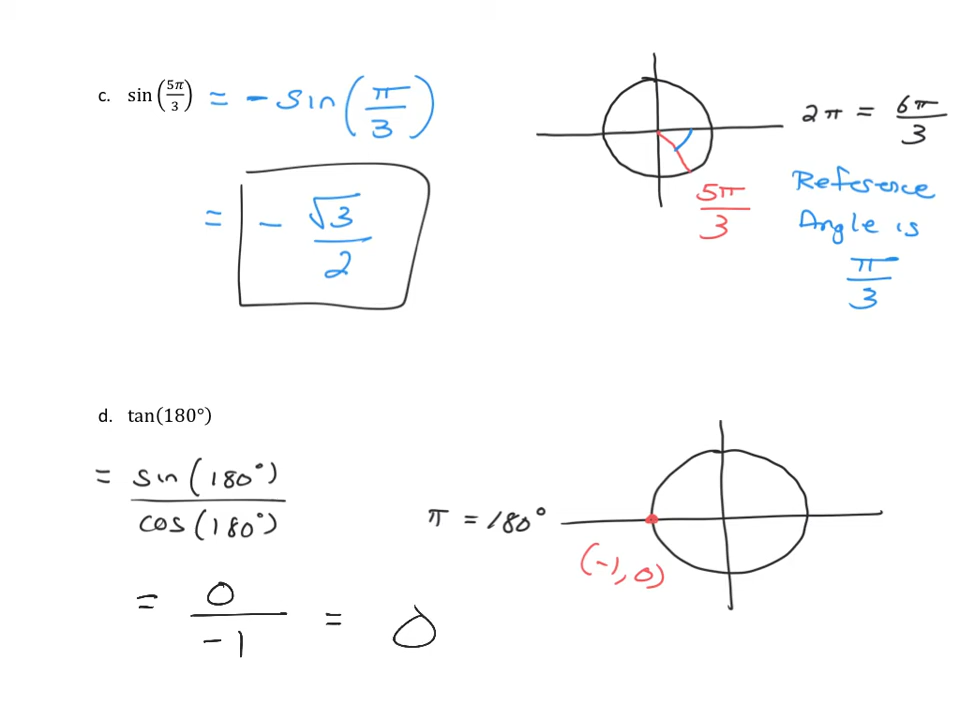 c. sin(5π/3) = - sin(π/3)
= - √3/2
2π = 6π/3
5π/3
Reference
Angle is
π/3
d. tan(180°)
= sin(180°)/cos(180°)
π = 180°
(-1, 0)
= 0/-1 = 0